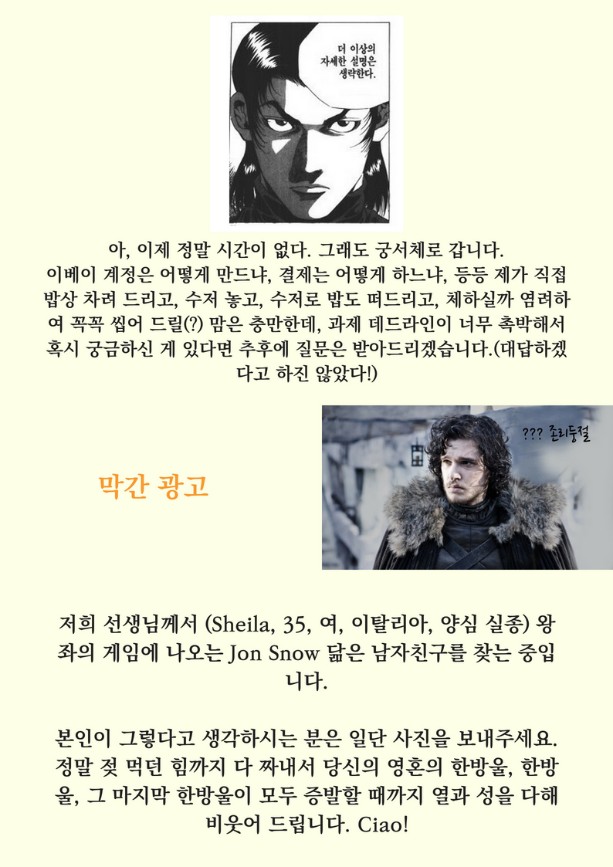 더 이상의
자세한 설명은
생략한다.
아, 이제 정말 시간이 없다. 그래도 궁서체로 갑니다.
이베이 계정은 어떻게 만드냐, 결제는 어떻게 하느냐, 등등 제가 직접
밥상 차려 드리고, 수저 놓고, 수저로 밥도 떠드리고, 체하실까 염려하
여 꼭꼭 씹어 드릴(?) 맘은 충만한데, 과제 데드라인이 너무 촉박해서
혹시 궁금하신 게 있다면 추후에 질문은 받아드리겠습니다.(대답하겠
다고 하진 않았다!)
??? 존리둥절
막간 광고
저희 선생님께서 (Sheila, 35, 여, 이탈리아, 양심 실종) 왕
좌의 게임에 나오는 Jon Snow 닮은 남자친구를 찾는 중입
니다.
본인이 그렇다고 생각하시는 분은 일단 사진을 보내주세요.
정말 젖 먹던 힘까지 다 짜내서 당신의 영혼의 한방울, 한방
울, 그 마지막 한방울이 모두 증발할 때까지 열과 성을 다해
비웃어 드립니다. Ciao!